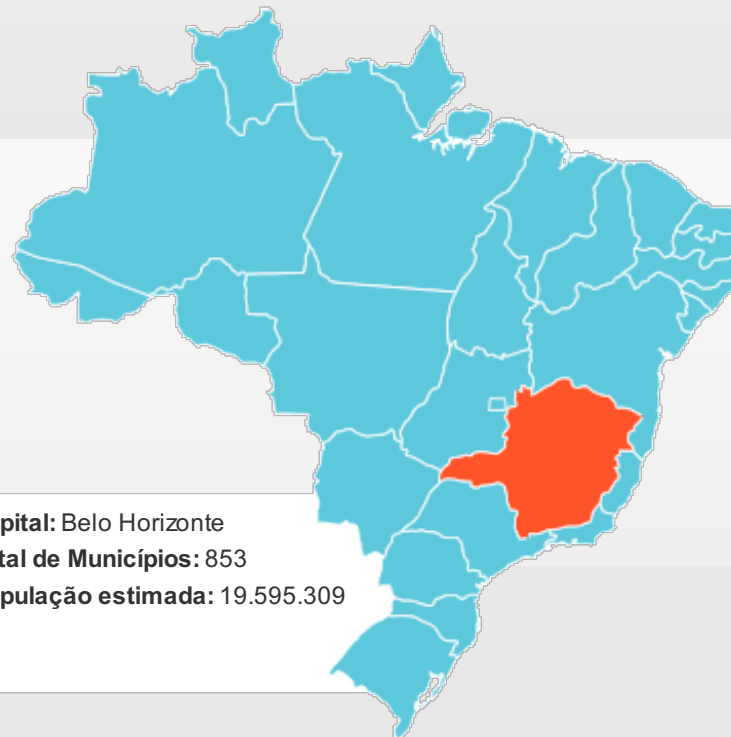 pital: Belo Horizonte
tal de Municípios: 853
pulação estimada: 19.595.309